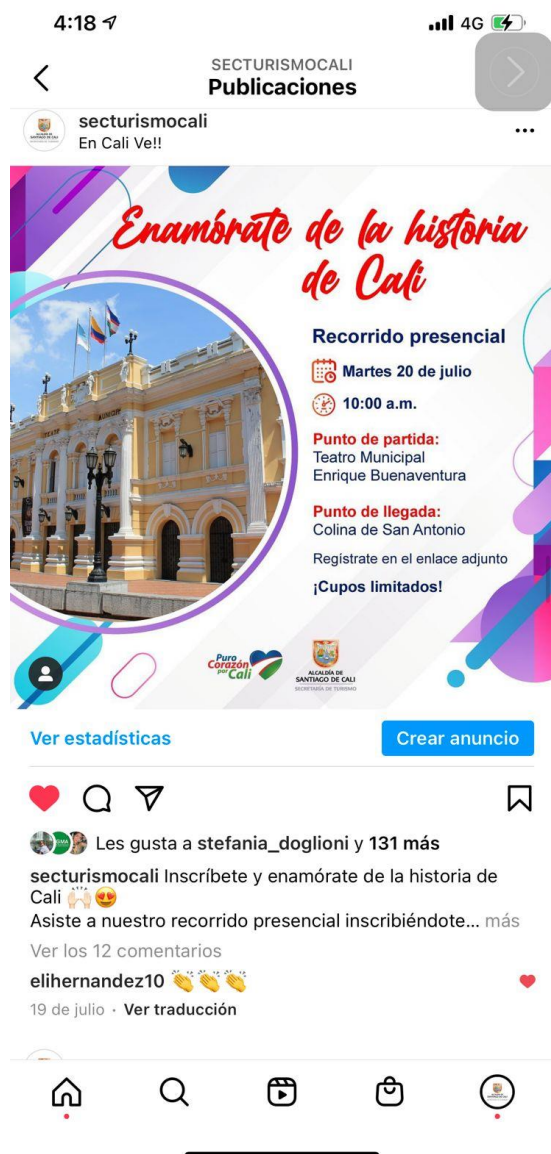 4:18
4G
SECTURISMOCALI
Publicaciones
secturismocali
En Cali Ve!!
Enamórate de la historia
de Cali
Recorrido presencial
Martes 20 de julio
10:00 a.m.
Punto de partida:
Teatro Municipal
Enrique Buenaventura
Punto de llegada:
Colina de San Antonio
Registrate en el enlace adjunto
¡Cupos limitados!
Puro
Corazón
por Cali
ALCALDÍA DE
SANTIAGO DE CALI
SECRETARÍA DE TURISMO
Ver estadísticas
Crear anuncio
Les gusta a stefania_doglioni y 131 más
secturismocali Inscríbete y enamórate de la historia de
Cali 🙌🏻😍
Asiste a nuestro recorrido presencial inscribiéndote... más
Ver los 12 comentarios
elihernandez10 👏👏👏
19 de julio · Ver traducción